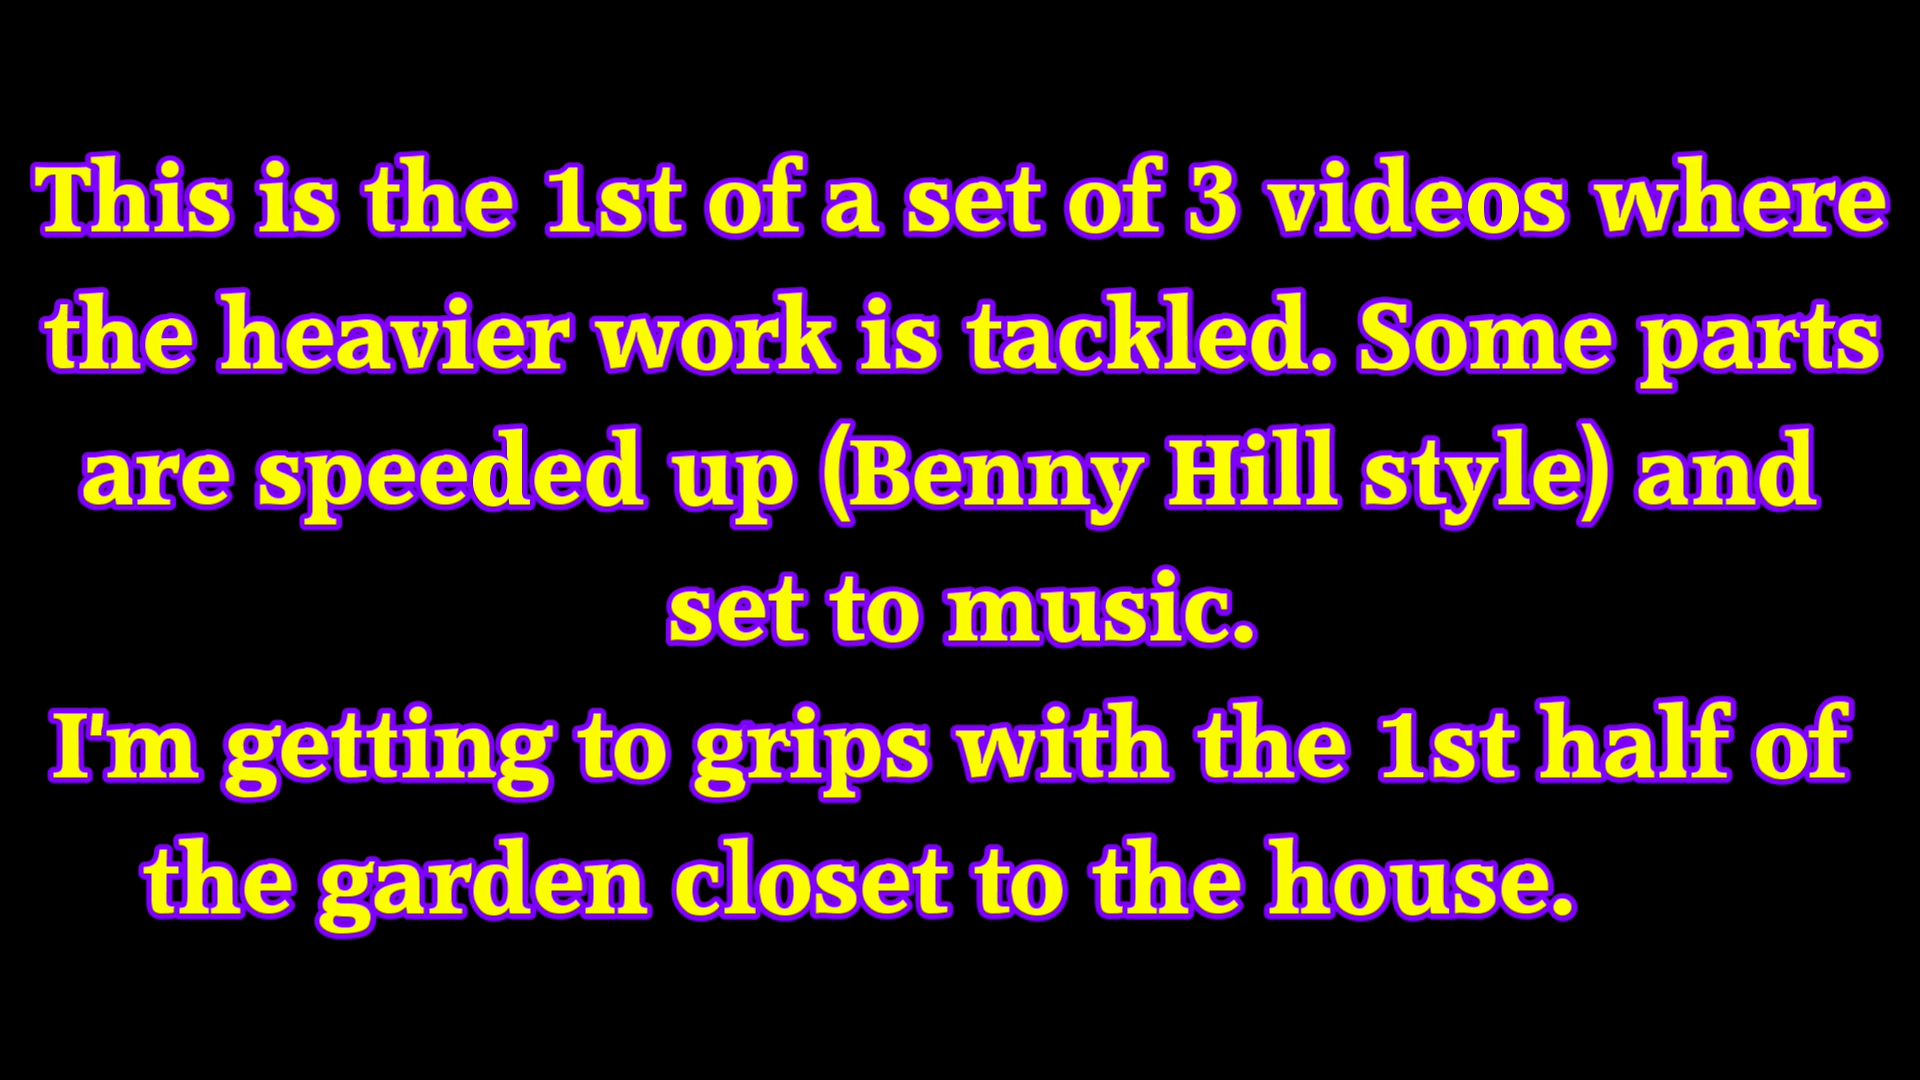 This is the 1st of a set of 3 videos where
the heavier work is tackled. Some parts
are speeded up (Benny Hill style) and
set to music.
I'm getting to grips with the 1st half of
the garden closet to the house.